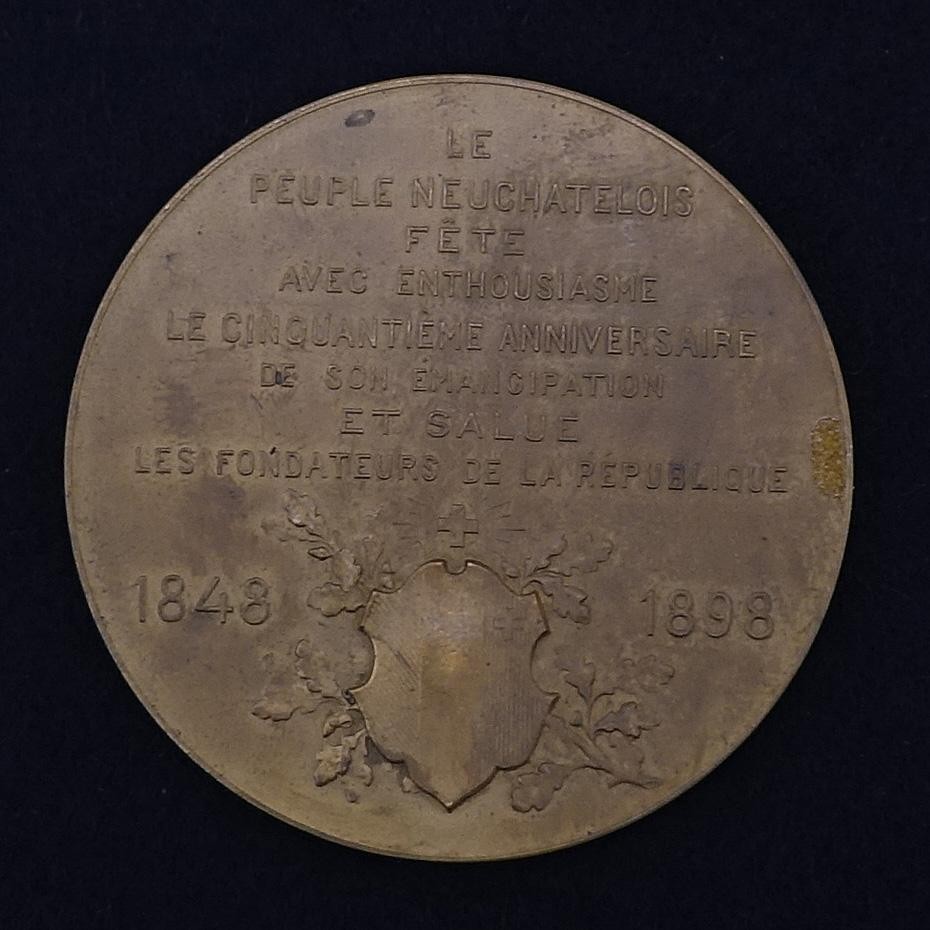 LE
PEUPLE NEUCHATELOIS
FÊTE
AVEC ENTHOUSIASME
LE CINQUANTIÈME ANNIVERSAIRE
DE SON ÉMANCIPATION
ET SALUE
LES FONDATEURS DE LA RÉPUBLIQUE
1848 1898